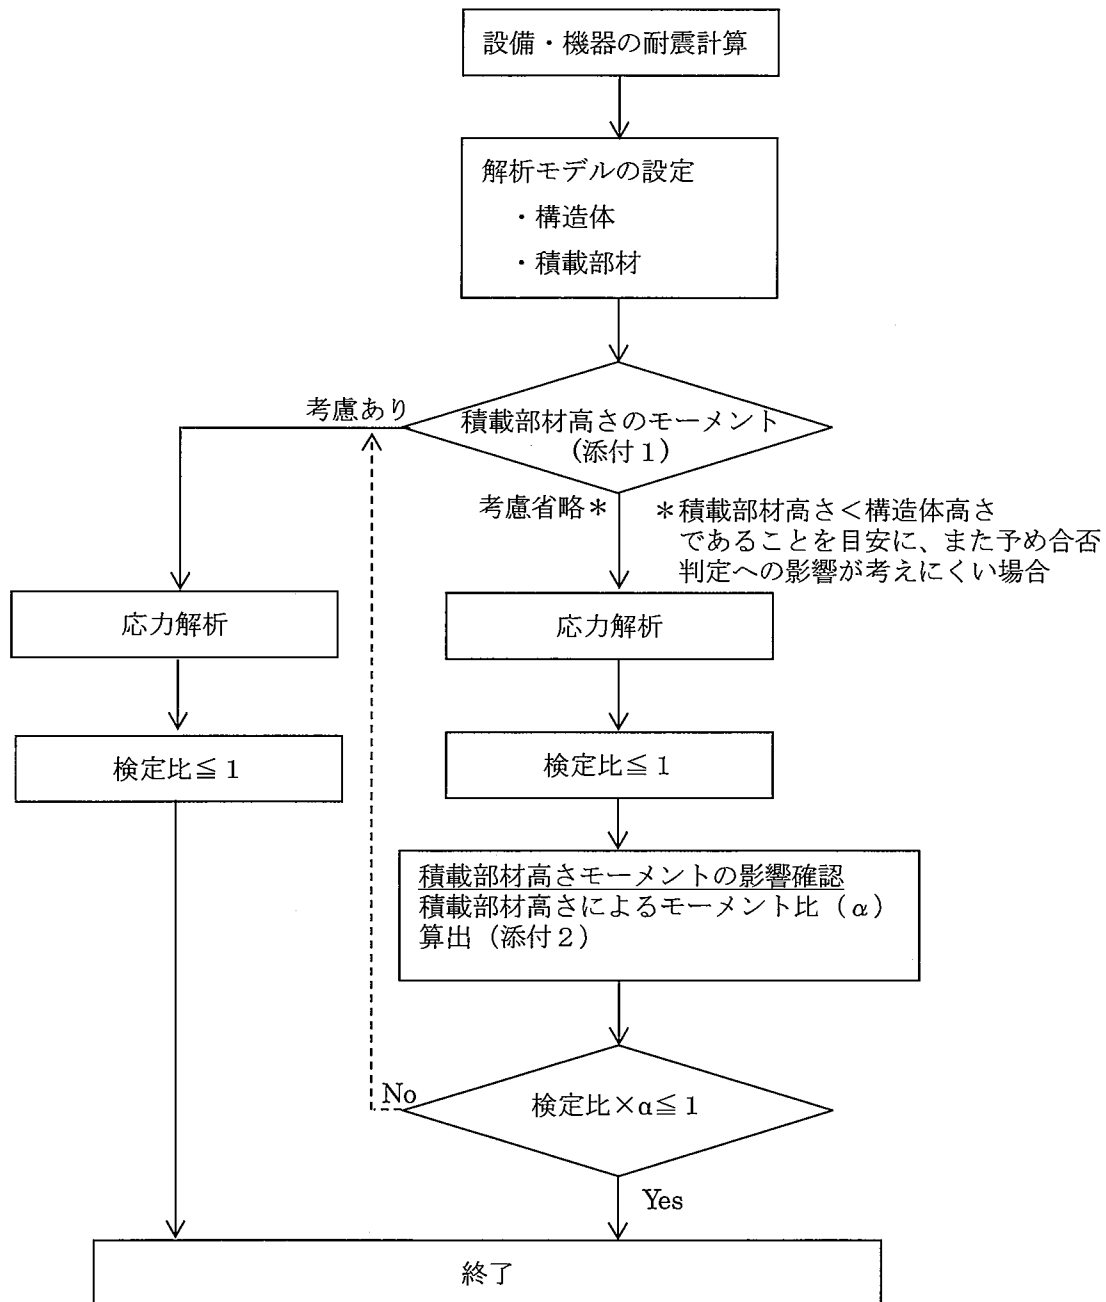 設備・機器の耐震計算
解析モデルの設定
・構造体
・積載部材
考慮あり
積載部材高さのモーメント
(添付1)
考慮省略＊
＊積載部材高さ＜構造体高さ
であることを目安に、また予め合否
判定への影響が考えにくい場合
応力解析
応力解析
検定比≦1
検定比≦1
積載部材高さモーメントの影響確認
積載部材高さによるモーメント比（α）
算出（添付2）
No
検定比×α≦1
Yes
終了